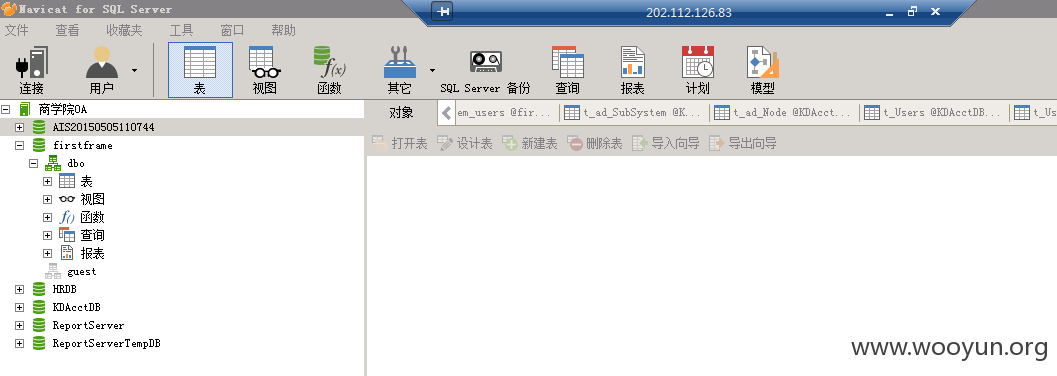 Navicat for SQL Server
202.112.126.83
文件 查看 收藏夹 工具 窗口 帮助
连接 用户 表 视图 函数 其它 SQL Server 备份 查询 报表 计划 模型
f(x)
商学院OA
对象 em_users @fir... t_ad_SubSystem @K... t_ad_Node @KDAcct... t_Users @KDAcctDB... t_Us
AIS20150505110744
打开表 设计表 新建表 删除表 导入向导 导出向导
firstframe
dbo
表
视图
f() 函数
查询
报表
guest
HRDB
KDAcctDB
ReportServer
ReportServerTempDB
www.wooyun.org